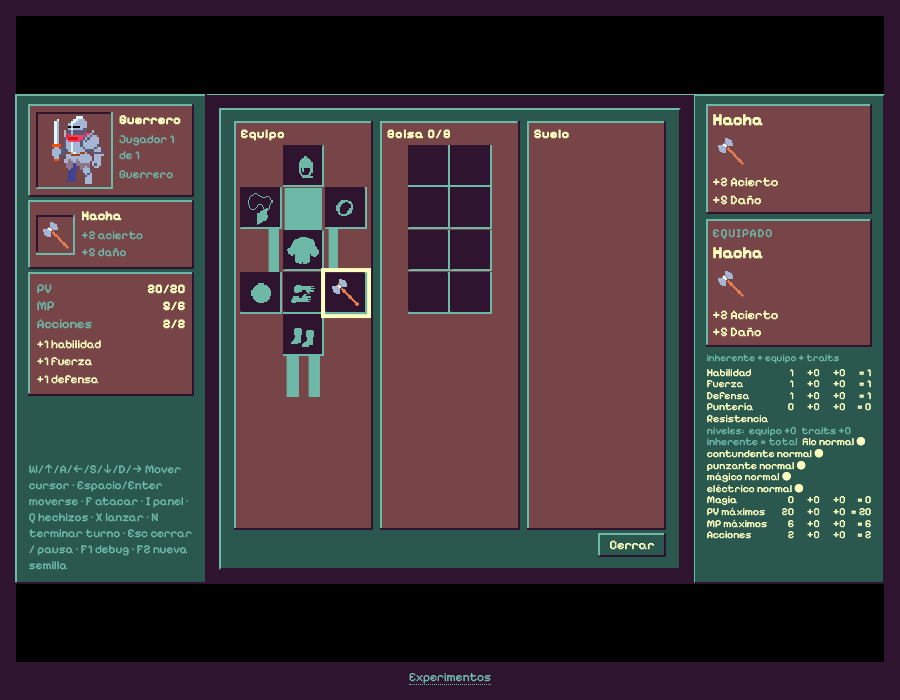 Guerrero
Jugador 1
de 1
Guerrero
Hacha
+2 acierto
+3 daño
PV 20/20
MP 3/6
Acciones 2/2
+1 habilidad
+1 Fuerza
+1 defensa
W/↑/A/←/S/↓/D/→ Mover
cursor · Espacio/Enter
moverse · F atacar · I panel ·
Q hechizos · X lanzar · N
terminar turno · Esc cerrar
/ pausa · F1 debug · F2 nueva
semilla
Equipo
Bolsa 0/8
Suelo
Cerrar
Hacha
+2 Acierto
+3 Daño
EQUIPADO
Hacha
+2 Acierto
+3 Daño
inherente + equipo + traits
Habilidad 1 +0 +0 = 1
Fuerza 1 +0 +0 = 1
Defensa 1 +0 +0 = 1
Puntería 0 +0 +0 = 0
Resistencia
niveles: equipo +0 traits +0
inherente = total filo normal
contundente normal
punzante normal
mágico normal
eléctrico normal
Magia 0 +0 +0 = 0
PV máximos 20 +0 +0 = 20
MP máximos 6 +0 +0 = 6
Acciones 2 +0 +0 = 2
Experimentos